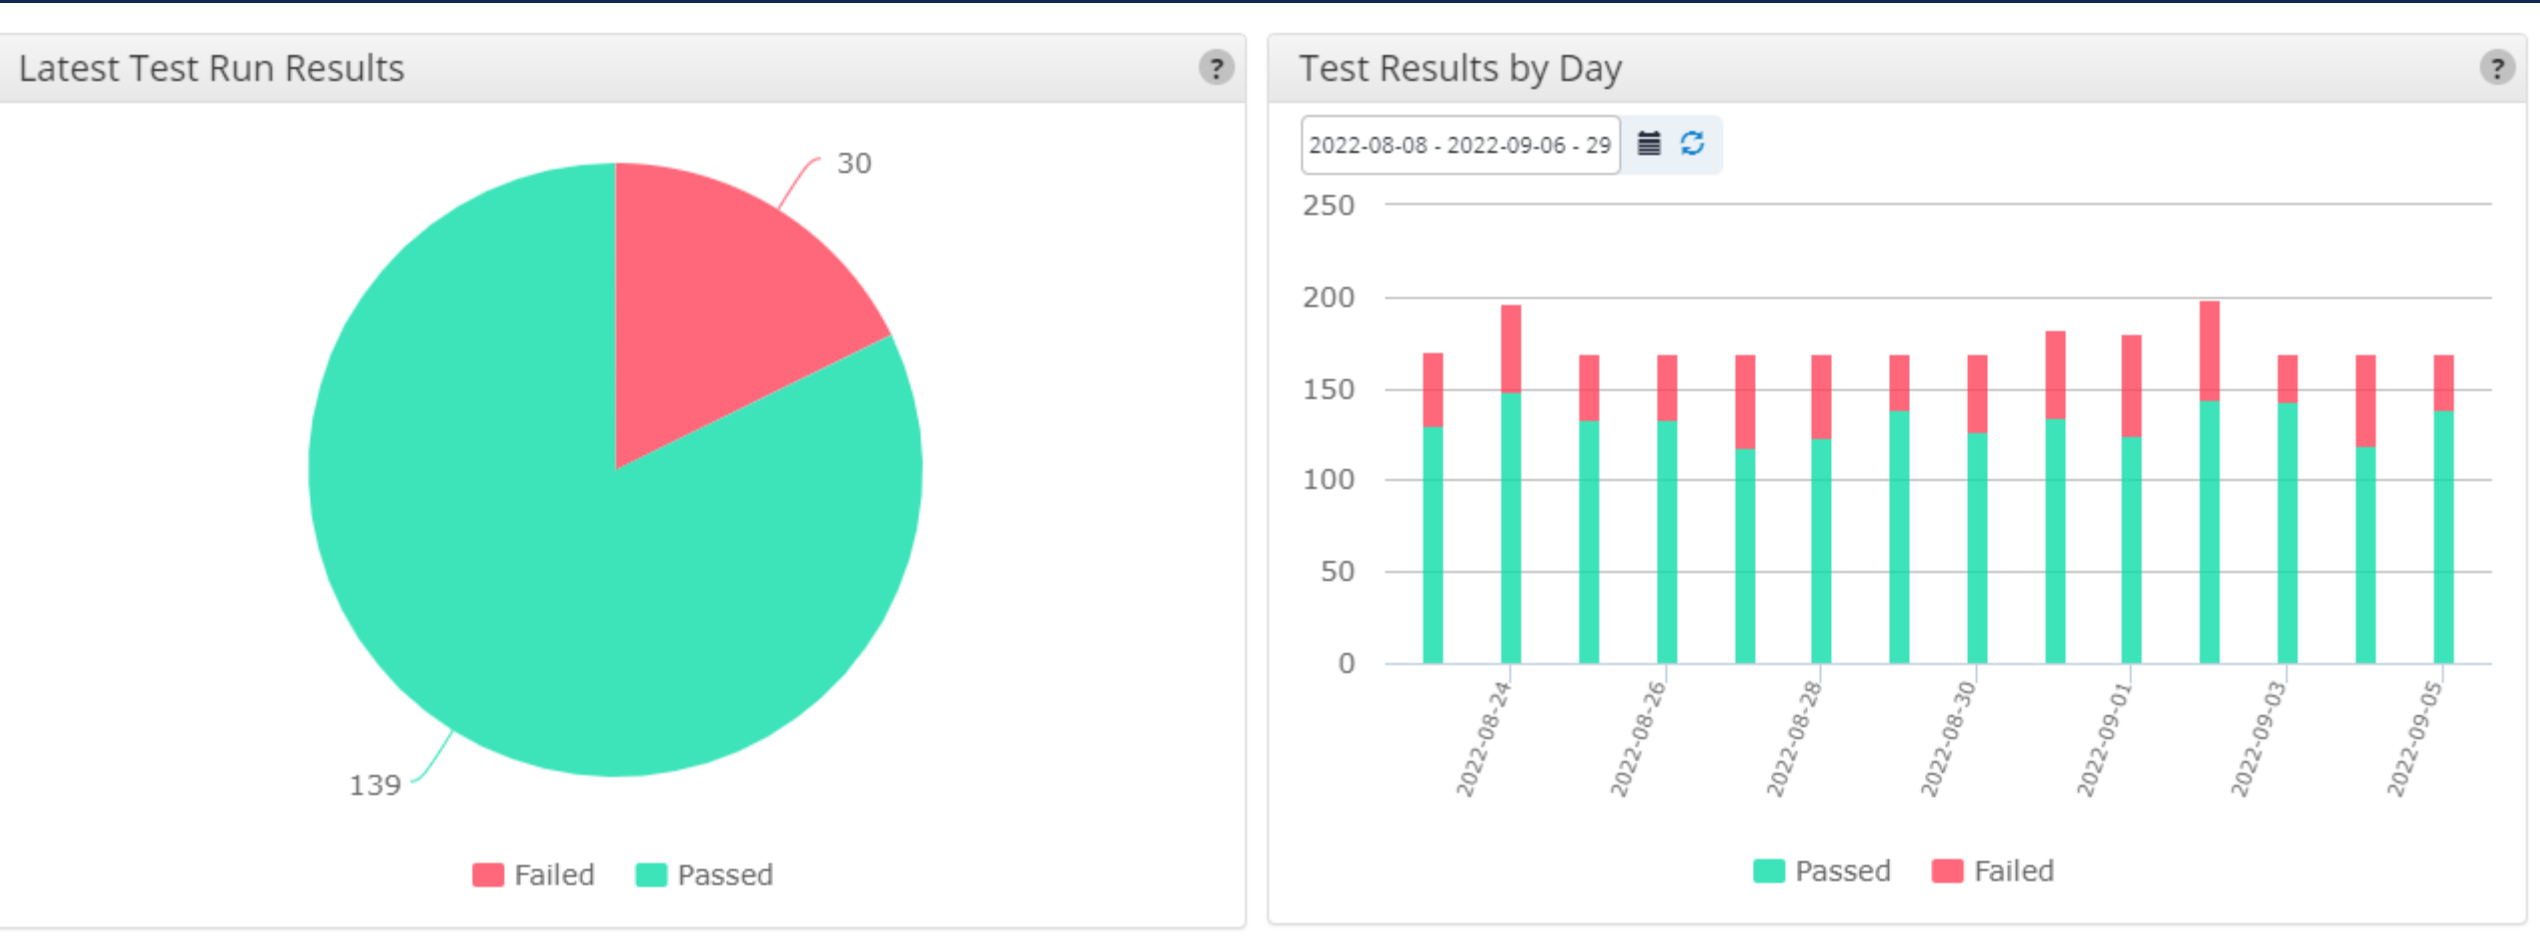 Latest Test Run Results
?
30
139
Failed
Passed
Test Results by Day
?
2022-08-08 - 2022-09-06 - 29
250
200
150
100
50
0
2022-08-24
2022-08-26
2022-08-28
2022-08-30
2022-09-01
2022-09-03
2022-09-05
Passed
Failed